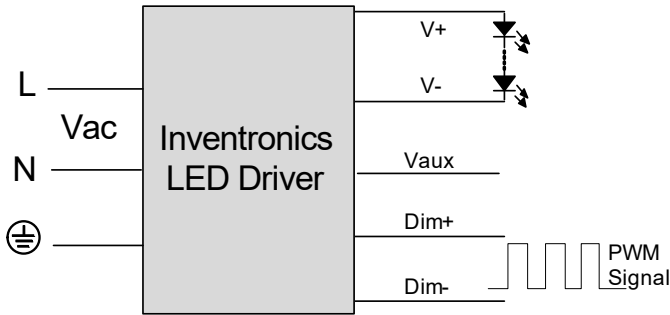 V+
L
V-
Vac
Inventronics
LED Driver
N
Vaux
Dim+
PWM
Signal
Dim-